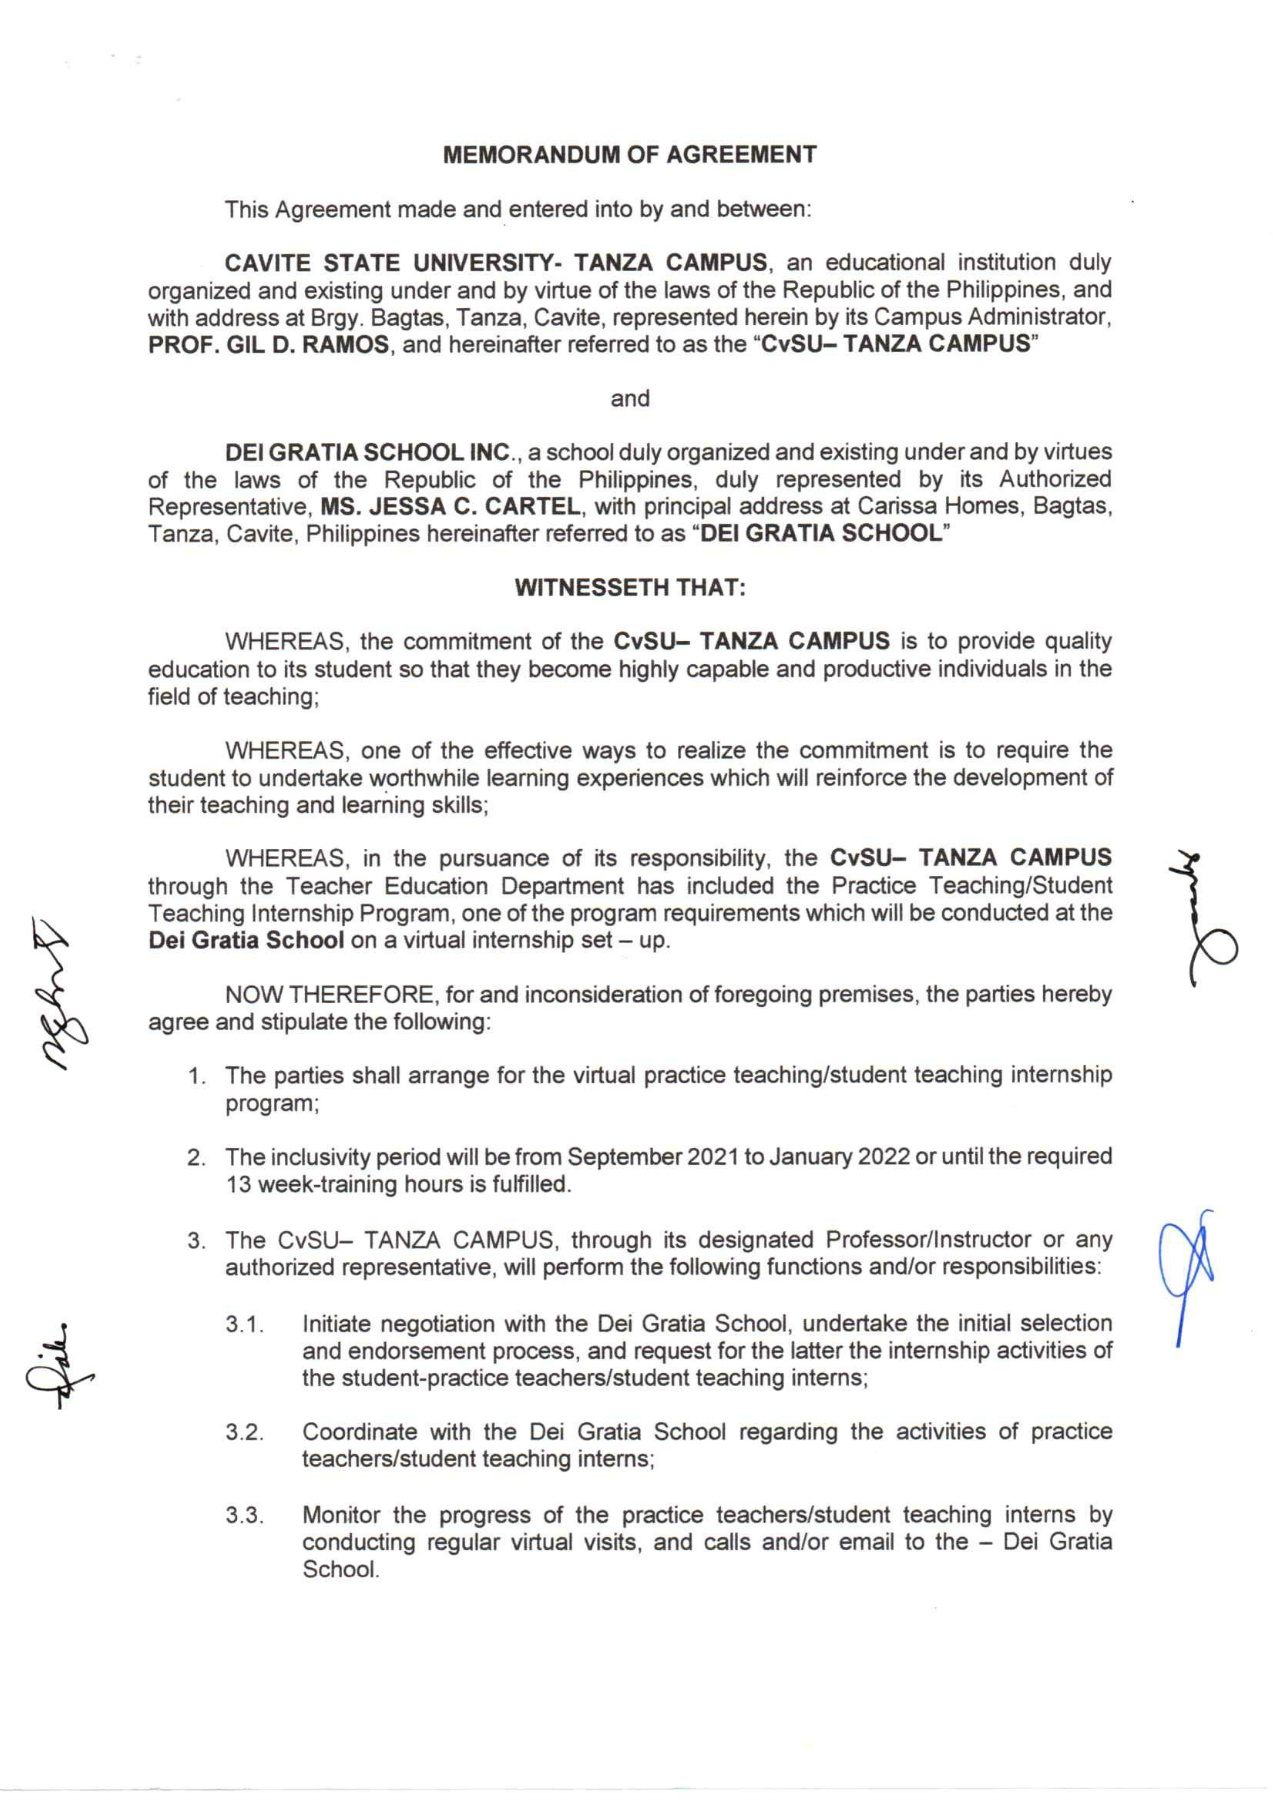 MEMORANDUM OF AGREEMENT
This Agreement made and entered into by and between:
CAVITE STATE UNIVERSITY- TANZA CAMPUS, an educational institution duly
organized and existing under and by virtue of the laws of the Republic of the Philippines, and
with address at Brgy. Bagtas, Tanza, Cavite, represented herein by its Campus Administrator,
PROF. GIL D. RAMOS, and hereinafter referred to as the “CvSU– TANZA CAMPUS”
and
DEI GRATIA SCHOOL INC., a school duly organized and existing under and by virtues
of the laws of the Republic of the Philippines, duly represented by its Authorized
Representative, MS. JESSA C. CARTEL, with principal address at Carissa Homes, Bagtas,
Tanza, Cavite, Philippines hereinafter referred to as “DEI GRATIA SCHOOL”
WITNESSETH THAT:
WHEREAS, the commitment of the CvSU– TANZA CAMPUS is to provide quality
education to its student so that they become highly capable and productive individuals in the
field of teaching;
WHEREAS, one of the effective ways to realize the commitment is to require the
student to undertake worthwhile learning experiences which will reinforce the development of
their teaching and learning skills;
WHEREAS, in the pursuance of its responsibility, the CvSU– TANZA CAMPUS
through the Teacher Education Department has included the Practice Teaching/Student
Teaching Internship Program, one of the program requirements which will be conducted at the
Dei Gratia School on a virtual internship set – up.
NOW THEREFORE, for and inconsideration of foregoing premises, the parties hereby
agree and stipulate the following:
1. The parties shall arrange for the virtual practice teaching/student teaching internship
program;
2. The inclusivity period will be from September 2021 to January 2022 or until the required
13 week-training hours is fulfilled.
3. The CvSU– TANZA CAMPUS, through its designated Professor/Instructor or any
authorized representative, will perform the following functions and/or responsibilities:
3.1. Initiate negotiation with the Dei Gratia School, undertake the initial selection
and endorsement process, and request for the latter the internship activities of
the student-practice teachers/student teaching interns;
3.2. Coordinate with the Dei Gratia School regarding the activities of practice
teachers/student teaching interns;
3.3. Monitor the progress of the practice teachers/student teaching interns by
conducting regular virtual visits, and calls and/or email to the – Dei Gratia
School.